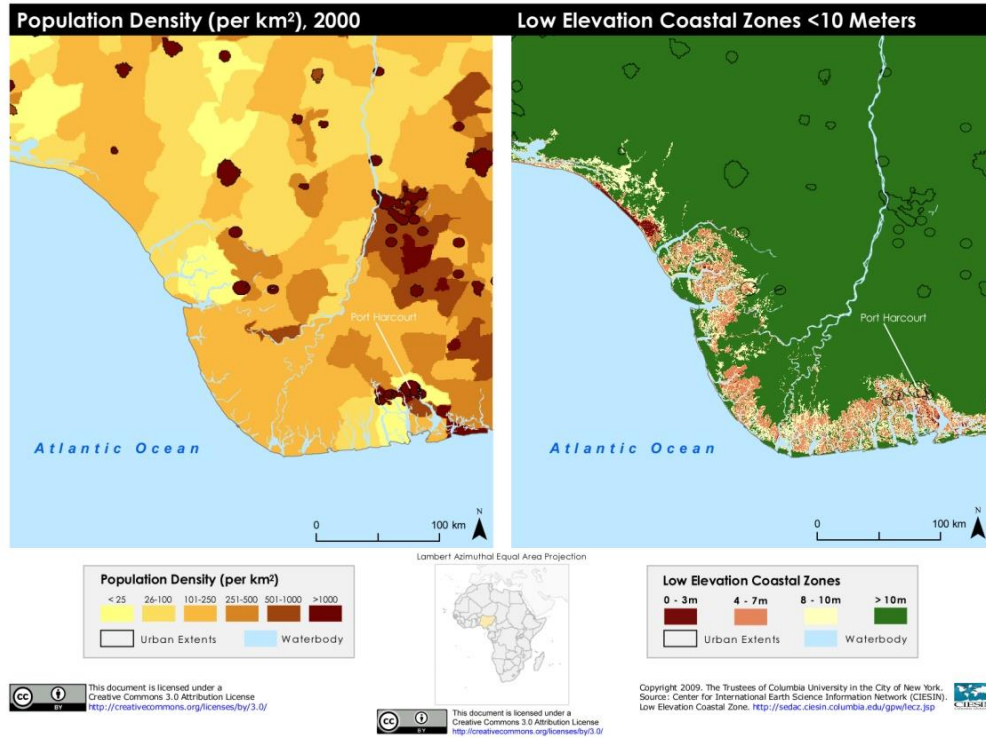 Population Density (per km²), 2000
Low Elevation Coastal Zones <10 Meters
Port Harcourt
Atlantic Ocean
0 100 km
N
Port Harcourt
Atlantic Ocean
0 100 km
N
Lambert Azimuthal Equal Area Projection
Population Density (per km²)
< 25 26-100 101-250 251-500 501-1000 >1000
Urban Extents Waterbody
Low Elevation Coastal Zones
0 - 3m 4 - 7m 8 - 10m > 10m
Urban Extents Waterbody
cc BY
This document is licensed under a
Creative Commons 3.0 Attribution License
http://creativecommons.org/licenses/by/3.0/
cc BY
This document is licensed under a
Creative Commons 3.0 Attribution License
http://creativecommons.org/licenses/by/3.0/
Copyright 2009. The Trustees of Columbia University in the City of New York.
Source: Center for International Earth Science Information Network (CIESIN).
Low Elevation Coastal Zone. http://sedac.ciesin.columbia.edu/gpw/lecz.jsp
CIESIN